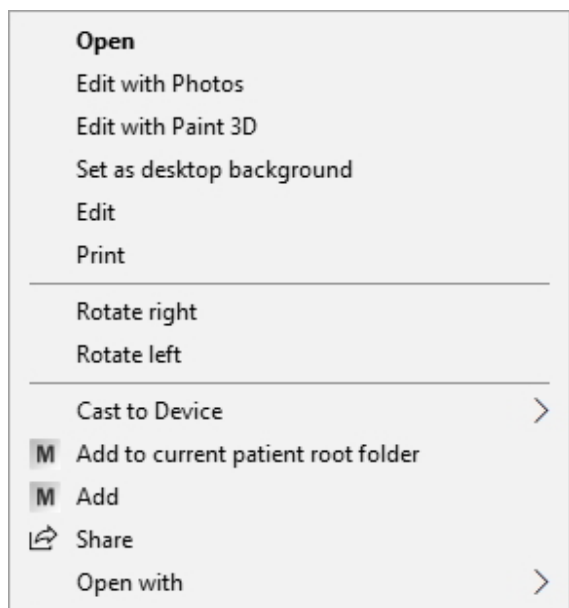 Open
Edit with Photos
Edit with Paint 3D
Set as desktop background
Edit
Print
Rotate right
Rotate left
Cast to Device
M Add to current patient root folder
M Add
Share
Open with